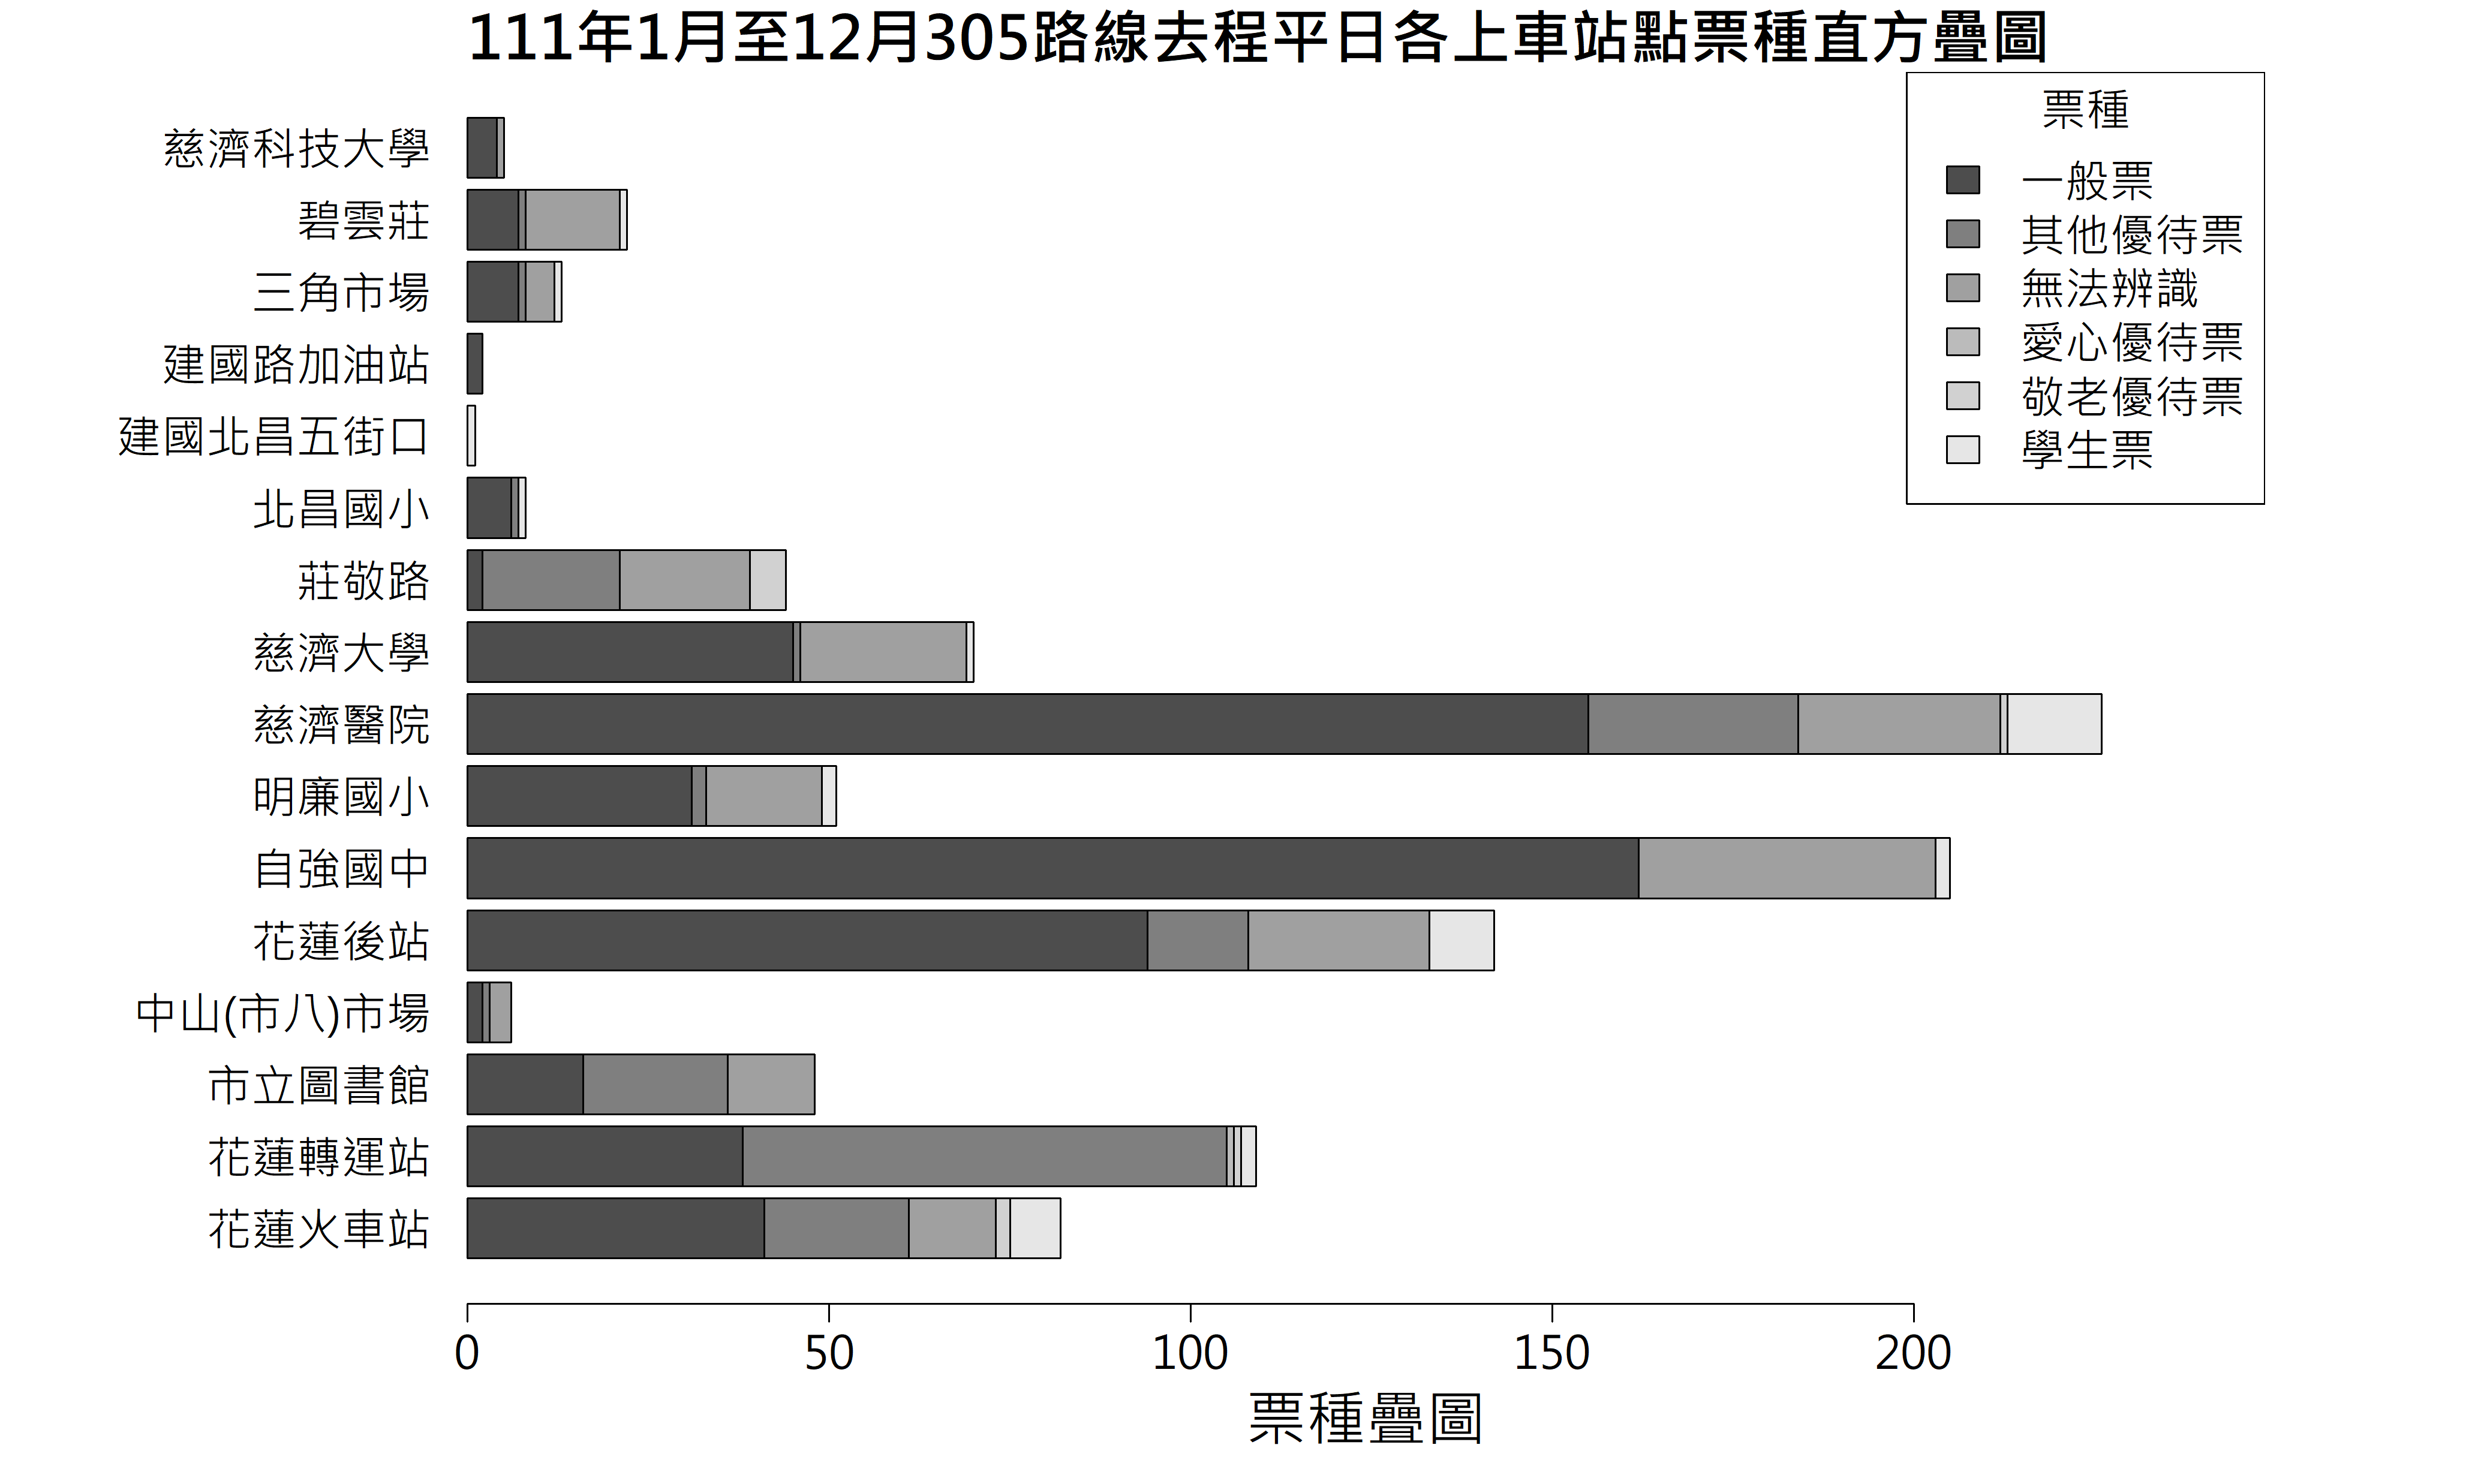 111年1月至12月305路線去程平日各上車站點票種直方疊圖
票種
一般票
其他優待票
無法辨識
愛心優待票
敬老優待票
學生票
慈濟科技大學
碧雲莊
三角市場
建國路加油站
建國北昌五街口
北昌國小
莊敬路
慈濟大學
慈濟醫院
明廉國小
自強國中
花蓮後站
中山(市八)市場
市立圖書館
花蓮轉運站
花蓮火車站
0 50 100 150 200
票種疊圖